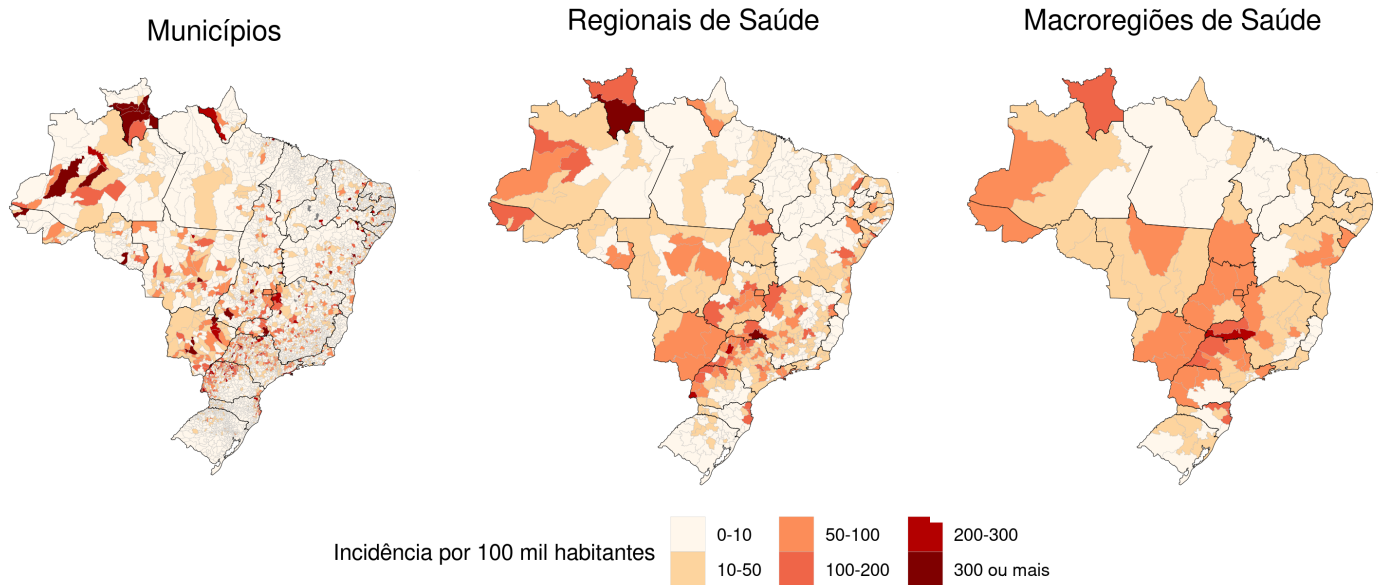 Municípios
Regionais de Saúde
Macroregiões de Saúde
Incidência por 100 mil habitantes
0-10
50-100
200-300
10-50
100-200
300 ou mais